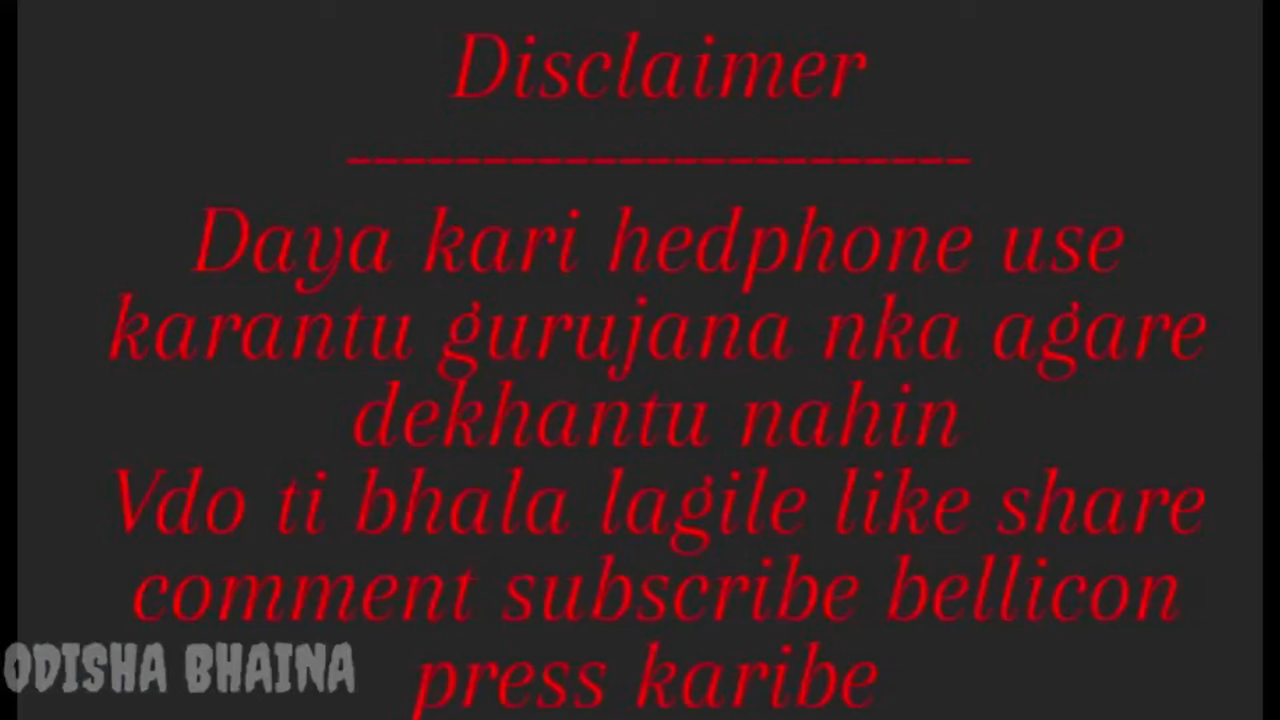 Disclaimer
-----------------------
Daya kari hedphone use
karantu gurujana nka agare
dekhantu nahin
Vdo ti bhala lagile like share
comment subscribe bellicon
press karibe
ODISHA BHAINA